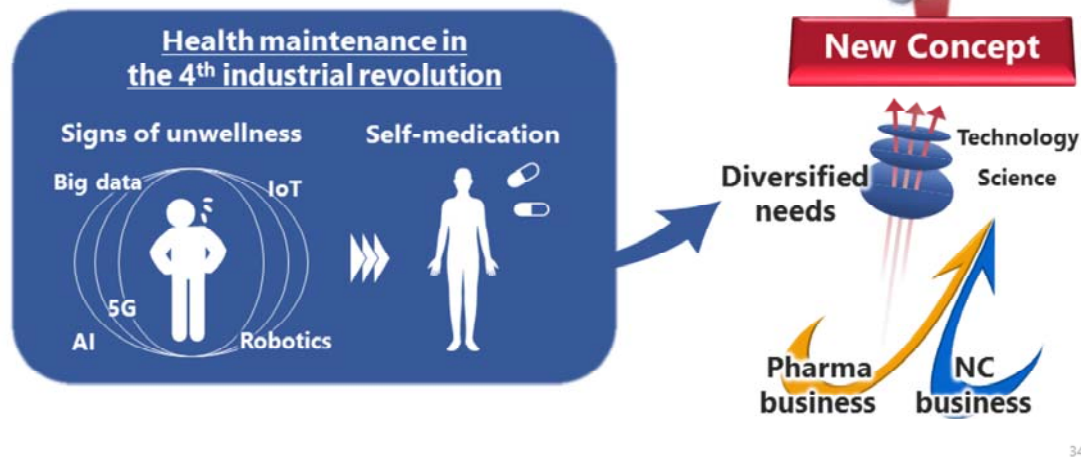 Health maintenance in
the 4th industrial revolution
Signs of unwellness
Self-medication
Big data
IoT
5G
AI
Robotics
New Concept
Technology
Science
Diversified
needs
Pharma
business
NC
business
34